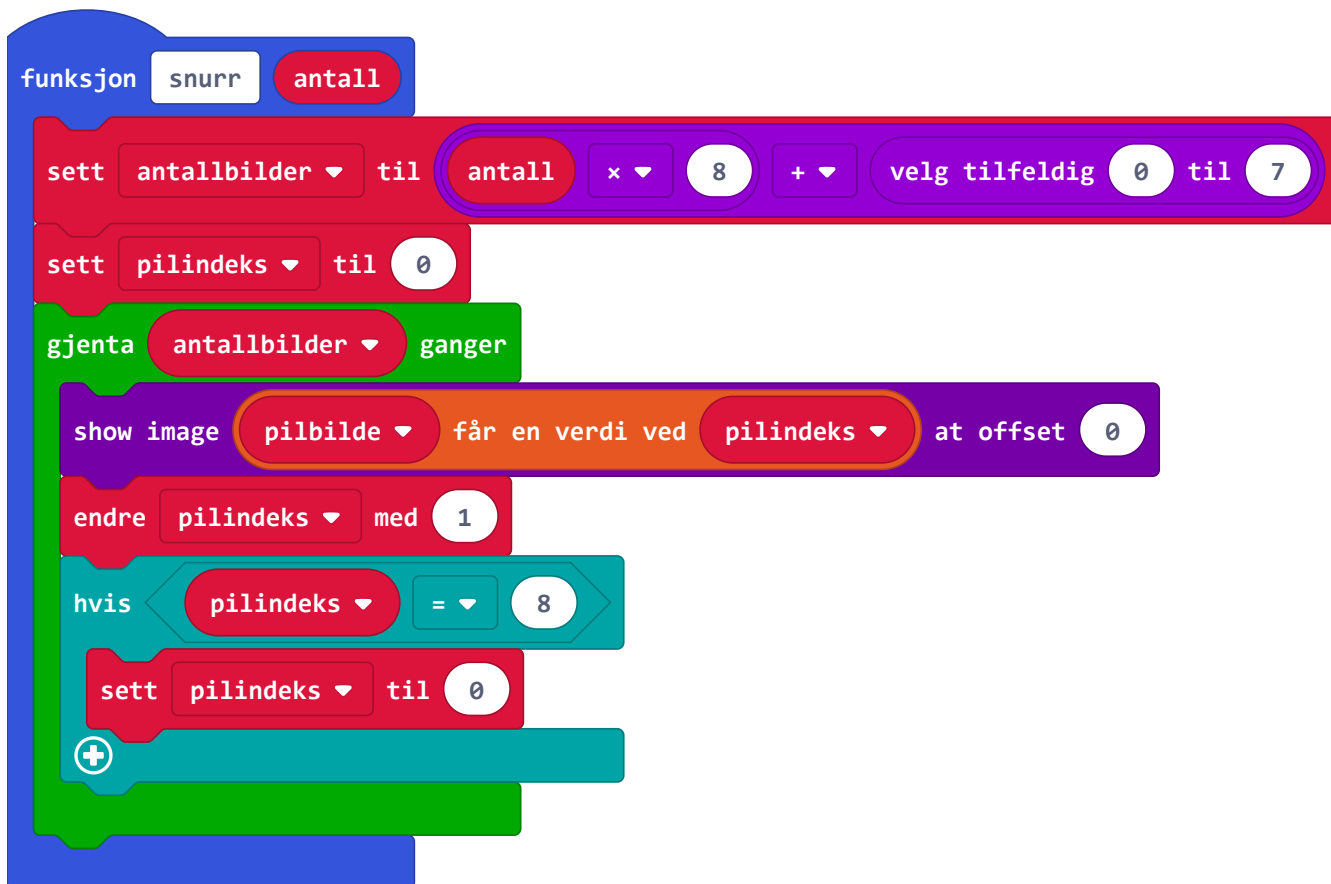 funksjon snurr antall
sett antallbilder til antall × 8 + velg tilfeldig 0 til 7
sett pilindeks til 0
gjenta antallbilder ganger
show image pilbilde får en verdi ved pilindeks at offset 0
endre pilindeks med 1
hvis pilindeks = 8
sett pilindeks til 0